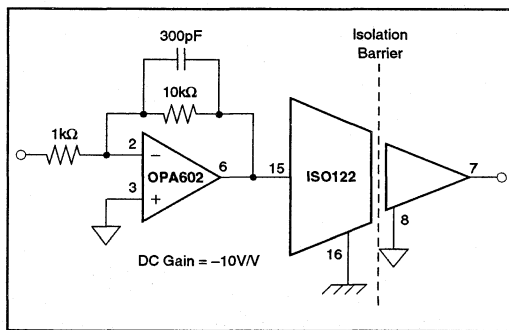 300pF
Isolation
Barrier
10kΩ
1kΩ
2
−
OPA602
3
+
6
15
ISO122
16
7
8
DC Gain = −10V/V